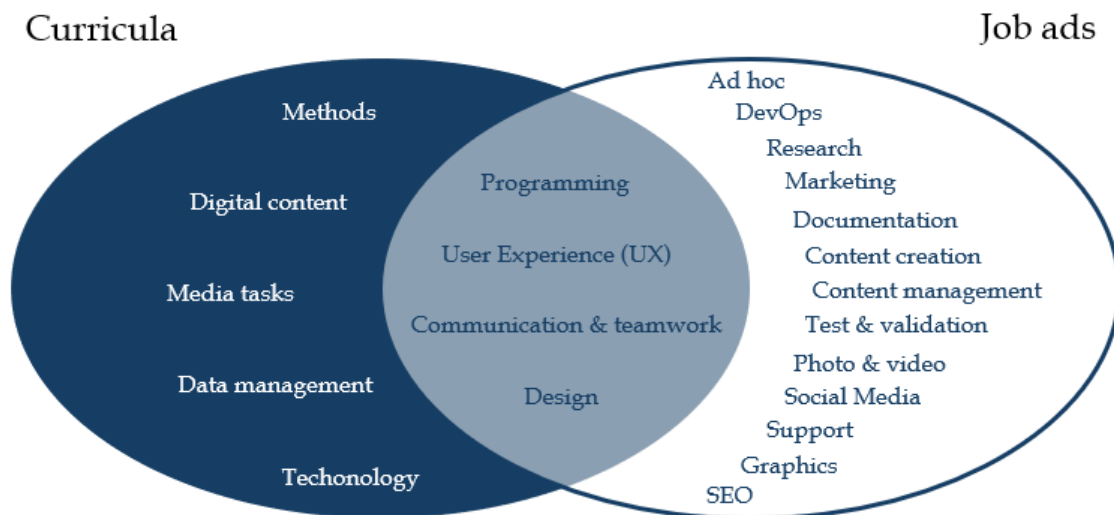 Curricula
Job ads
Methods
Digital content
Media tasks
Data management
Techonology
Programming
User Experience (UX)
Communication & teamwork
Design
Ad hoc
DevOps
Research
Marketing
Documentation
Content creation
Content management
Test & validation
Photo & video
Social Media
Support
Graphics
SEO